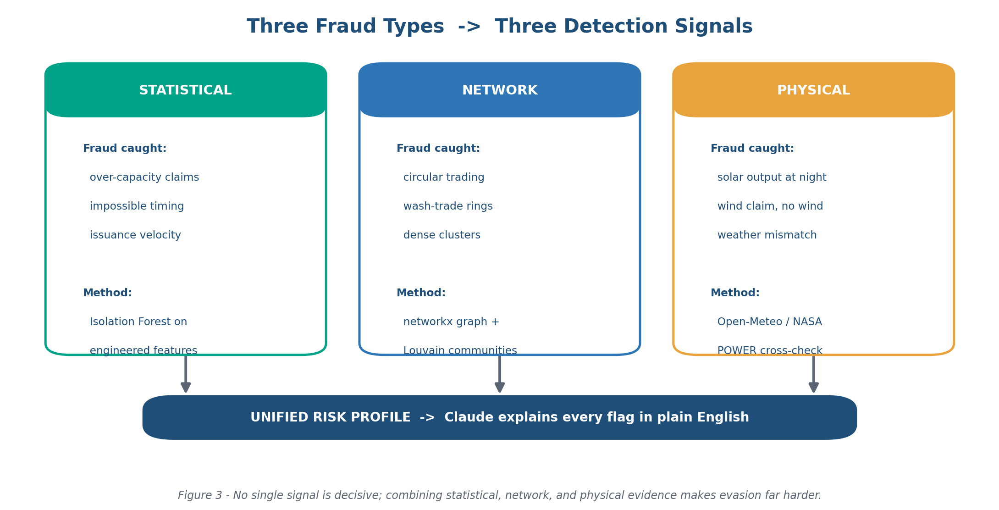 Three Fraud Types -> Three Detection Signals
STATISTICAL
Fraud caught:
over-capacity claims
impossible timing
issuance velocity
Method:
Isolation Forest on
engineered features
NETWORK
Fraud caught:
circular trading
wash-trade rings
dense clusters
Method:
networkx graph +
Louvain communities
PHYSICAL
Fraud caught:
solar output at night
wind claim, no wind
weather mismatch
Method:
Open-Meteo / NASA
POWER cross-check
UNIFIED RISK PROFILE -> Claude explains every flag in plain English
Figure 3 - No single signal is decisive; combining statistical, network, and physical evidence makes evasion far harder.